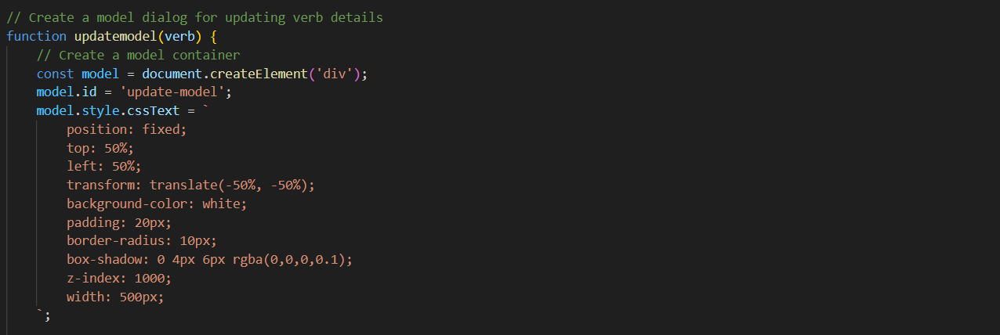 // Create a model dialog for updating verb details
function updatemodel(verb) {
    // Create a model container
    const model = document.createElement('div');
    model.id = 'update-model';
    model.style.cssText = `
        position: fixed;
        top: 50%;
        left: 50%;
        transform: translate(-50%, -50%);
        background-color: white;
        padding: 20px;
        border-radius: 10px;
        box-shadow: 0 4px 6px rgba(0,0,0,0.1);
        z-index: 1000;
        width: 500px;
    `;